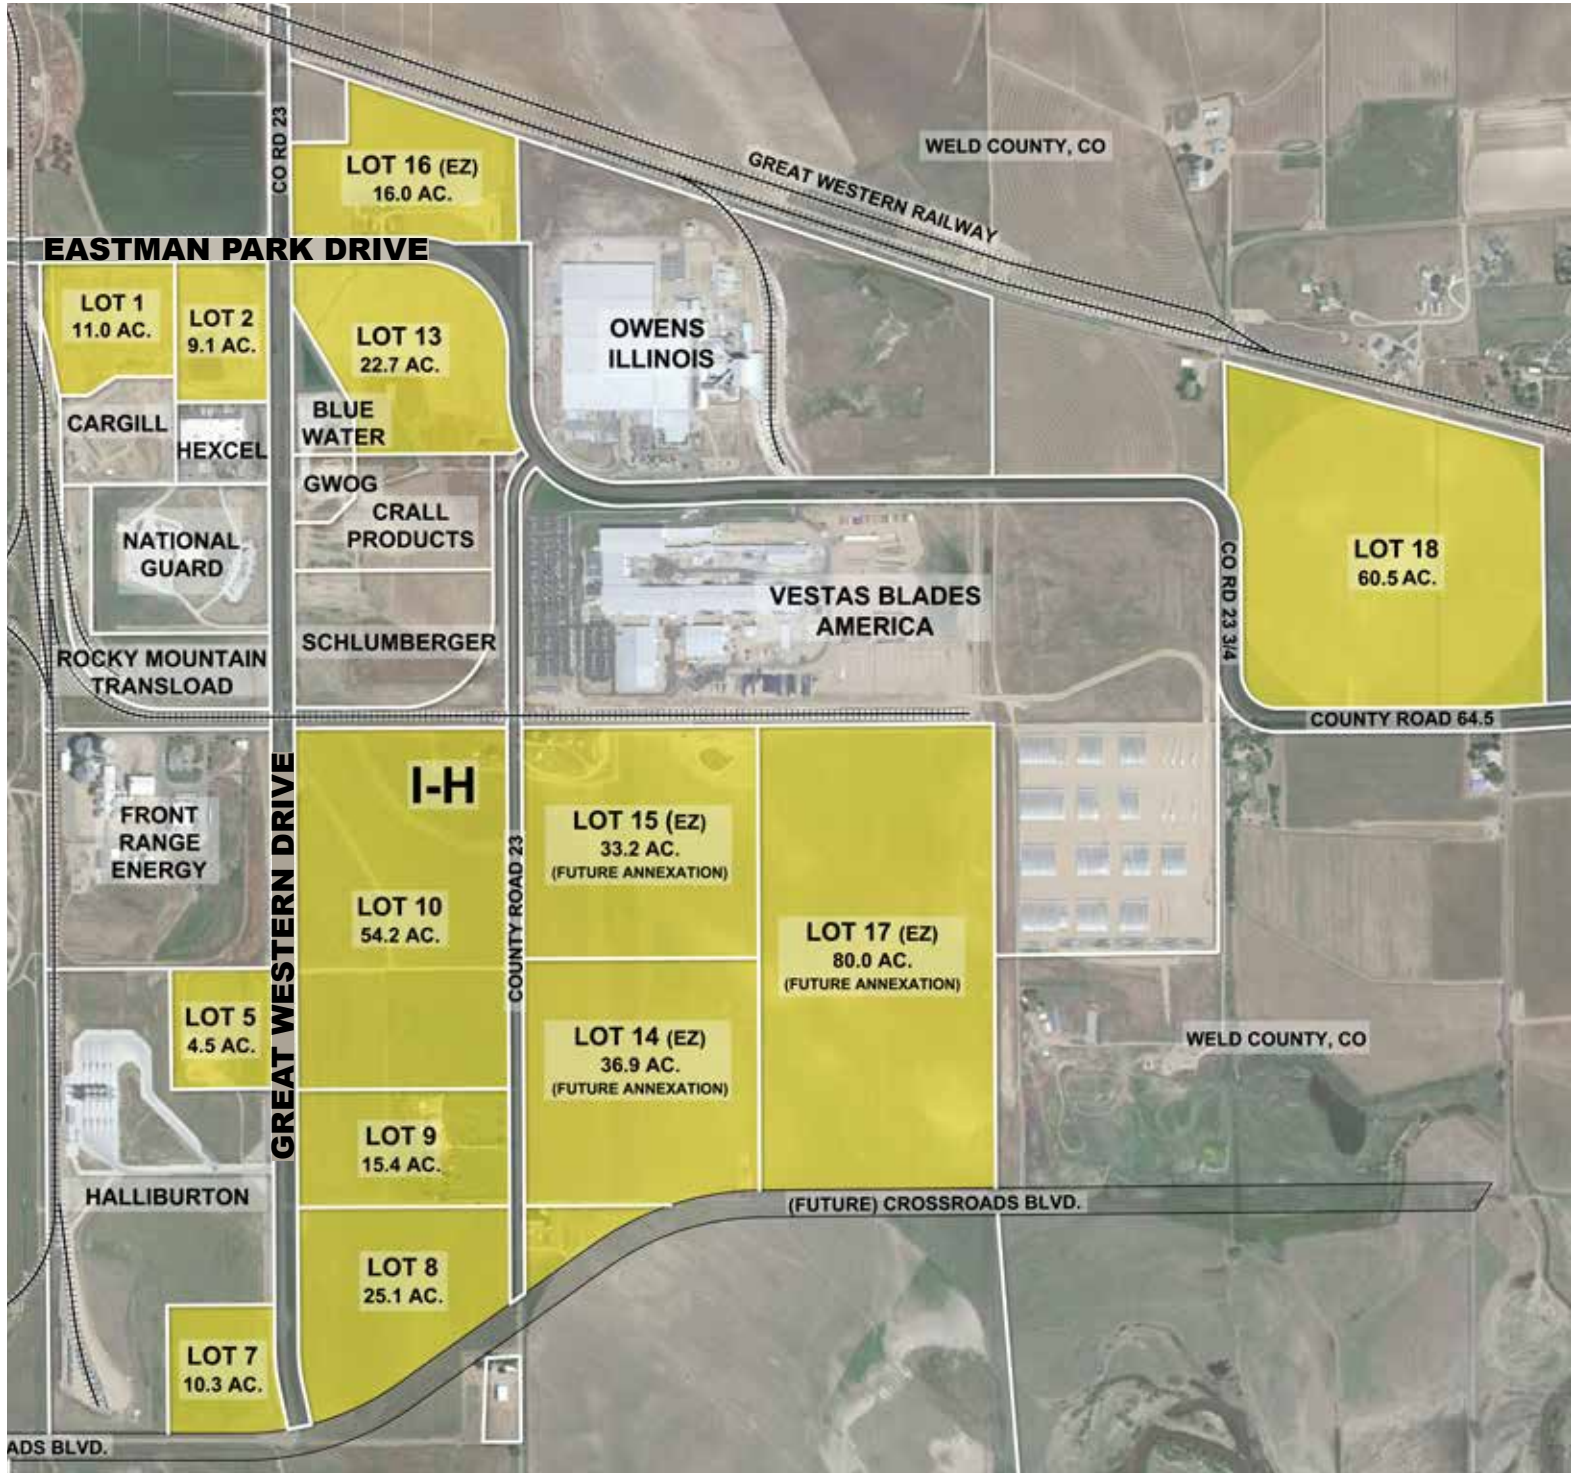 CO RD 23
WELD COUNTY, CO
LOT 16 (EZ)
16.0 AC.
GREAT WESTERN RAILWAY
EASTMAN PARK DRIVE
LOT 1
11.0 AC.
LOT 2
9.1 AC.
LOT 13
22.7 AC.
OWENS
ILLINOIS
CARGILL
HEXCEL
BLUE
WATER
GWOG
CRALL
PRODUCTS
NATIONAL
GUARD
LOT 18
60.5 AC.
CO RD 23 3/4
VESTAS BLADES
AMERICA
SCHLUMBERGER
ROCKY MOUNTAIN
TRANSLOAD
COUNTY ROAD 64.5
GREAT WESTERN DRIVE
I-H
FRONT
RANGE
ENERGY
LOT 15 (EZ)
33.2 AC.
(FUTURE ANNEXATION)
COUNTY ROAD 23
LOT 10
54.2 AC.
LOT 17 (EZ)
80.0 AC.
(FUTURE ANNEXATION)
LOT 5
4.5 AC.
LOT 14 (EZ)
36.9 AC.
(FUTURE ANNEXATION)
WELD COUNTY, CO
LOT 9
15.4 AC.
HALLIBURTON
(FUTURE) CROSSROADS BLVD.
LOT 8
25.1 AC.
LOT 7
10.3 AC.
ADS BLVD.